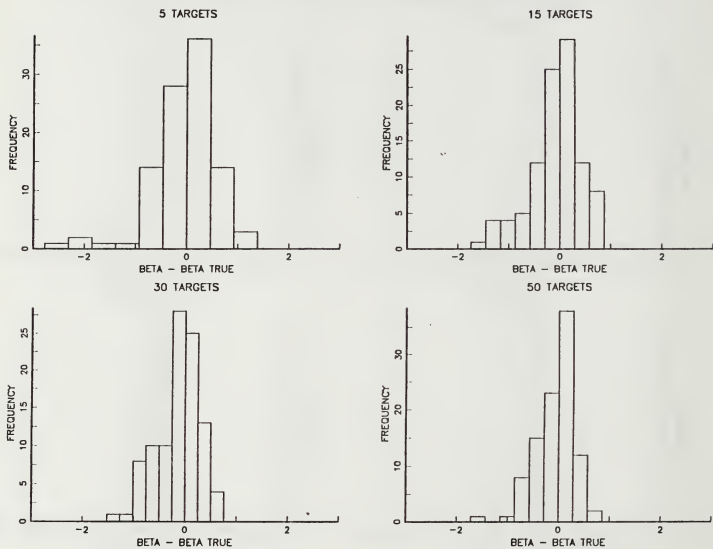 5 TARGETS
FREQUENCY
0 10 20 30
-2 0 2
BETA - BETA TRUE
15 TARGETS
FREQUENCY
0 5 10 15 20 25
-2 0 2
BETA - BETA TRUE
30 TARGETS
FREQUENCY
0 5 10 15 20 25
-2 0 2
BETA - BETA TRUE
50 TARGETS
FREQUENCY
0 10 20 30
-2 0 2
BETA - BETA TRUE